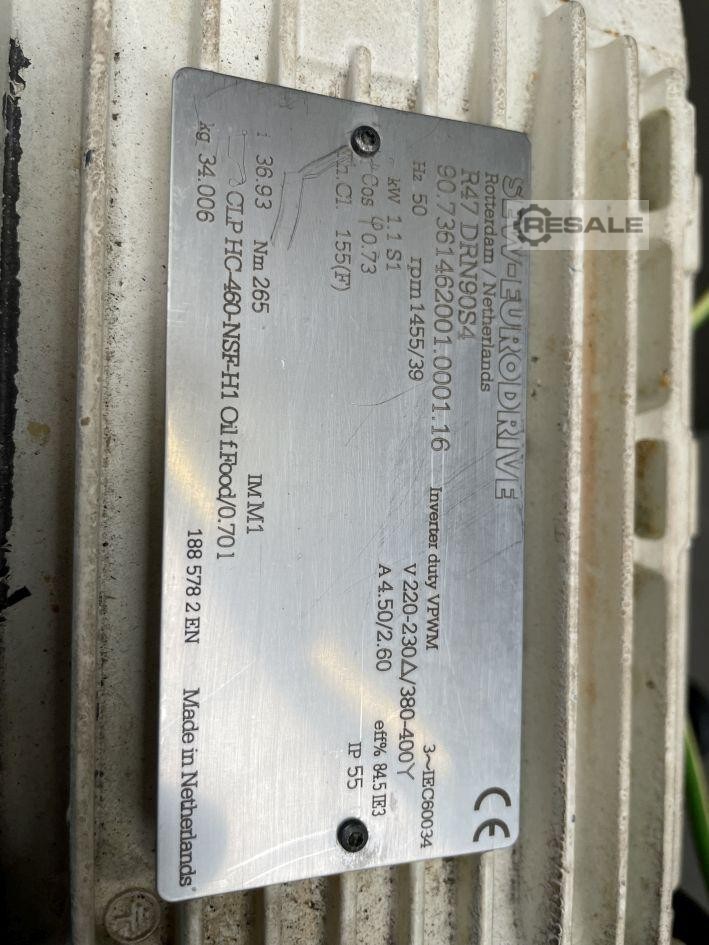 SEW-EURODRIVE
Rotterdam / Netherlands
R47 DRN90S4
90.7361462001.0001.16
Inverter duty VPWM
3~IEC60034
Hz 50
rpm 1455/39
V 220-230Δ/380-400Y
kW 1.1 S1
A 4.50/2.60
eff% 84.5 IE3
Cos φ 0.73
IP 55
155(F)
i 36.93 Nm 265
IM M1
CLP HC-460-NSF-H1 Oil f.Food/0.70 l
kg 34.006
188 578 2 EN
Made in Netherlands
CE
RESALE